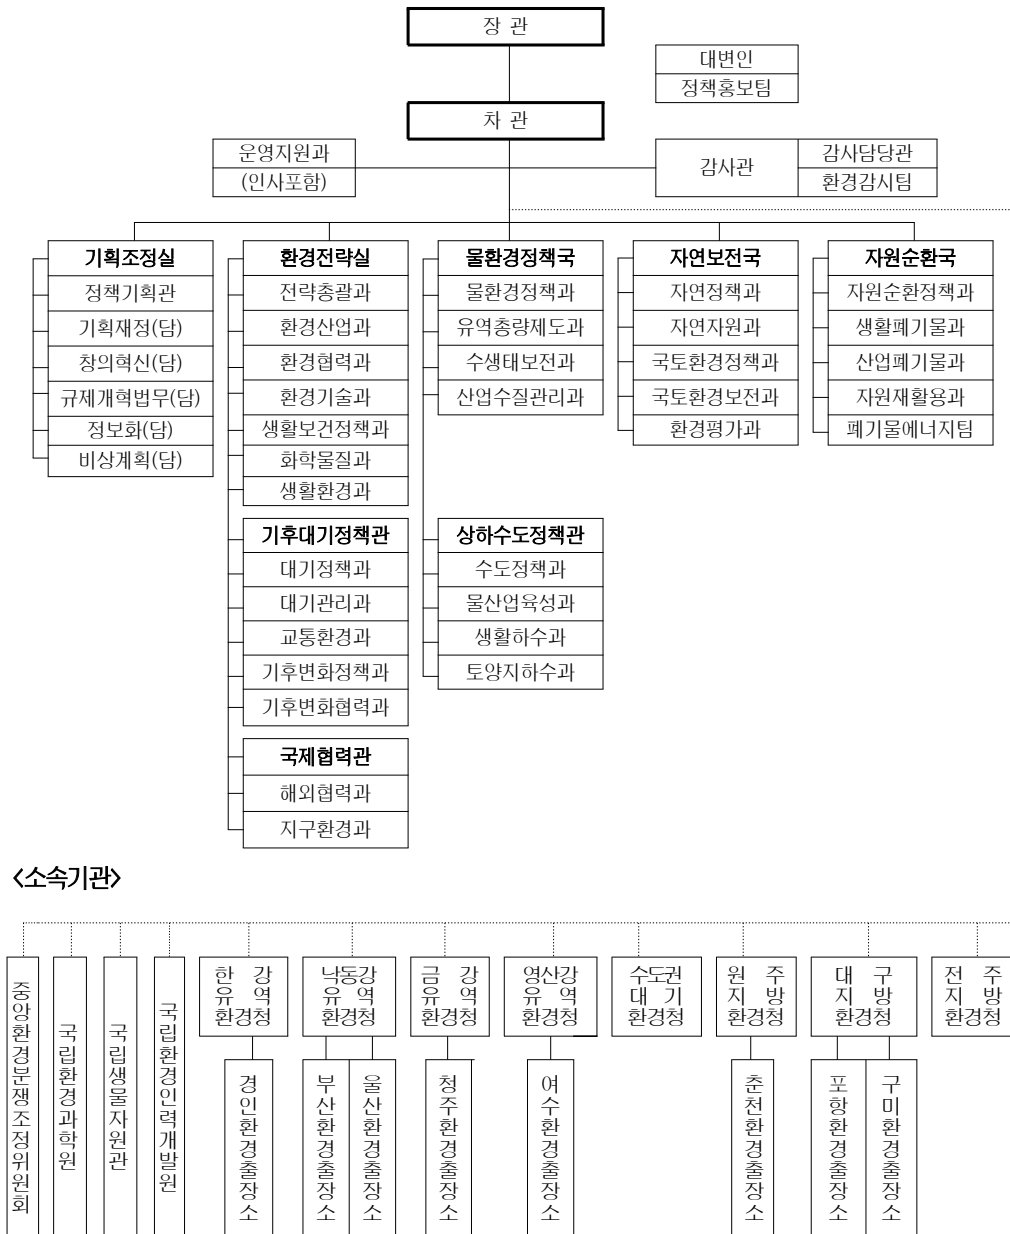 장 관
대변인
정책홍보팀
차 관
운영지원과
(인사포함)
감사관
감사담당관
환경감시팀
기획조정실
정책기획관
기획재정(담)
창의혁신(담)
규제개혁법무(담)
정보화(담)
비상계획(담)
환경전략실
전략총괄과
환경산업과
환경협력과
환경기술과
생활보건정책과
화학물질과
생활환경과
기후대기정책관
대기정책과
대기관리과
교통환경과
기후변화정책과
기후변화협력과
국제협력관
해외협력과
지구환경과
물환경정책국
물환경정책과
유역총량제도과
수생태보전과
산업수질관리과
상하수도정책관
수도정책과
물산업육성과
생활하수과
토양지하수과
자연보전국
자연정책과
자연자원과
국토환경정책과
국토환경보전과
환경평가과
자원순환국
자원순환정책과
생활폐기물과
산업폐기물과
자원재활용과
폐기물에너지팀
<소속기관>
중앙환경분쟁조정위원회
국립환경과학원
국립생물자원관
국립환경인력개발원
한 강
유 역
환경청
경인환경출장소
낙동강
유 역
환경청
부산환경출장소
울산환경출장소
금 강
유 역
환경청
청주환경출장소
영산강
유 역
환경청
여수환경출장소
수도권
대 기
환경청
원 주
지 방
환경청
춘천환경출장소
대 구
지 방
환경청
포항환경출장소
구미환경출장소
전 주
지 방
환경청